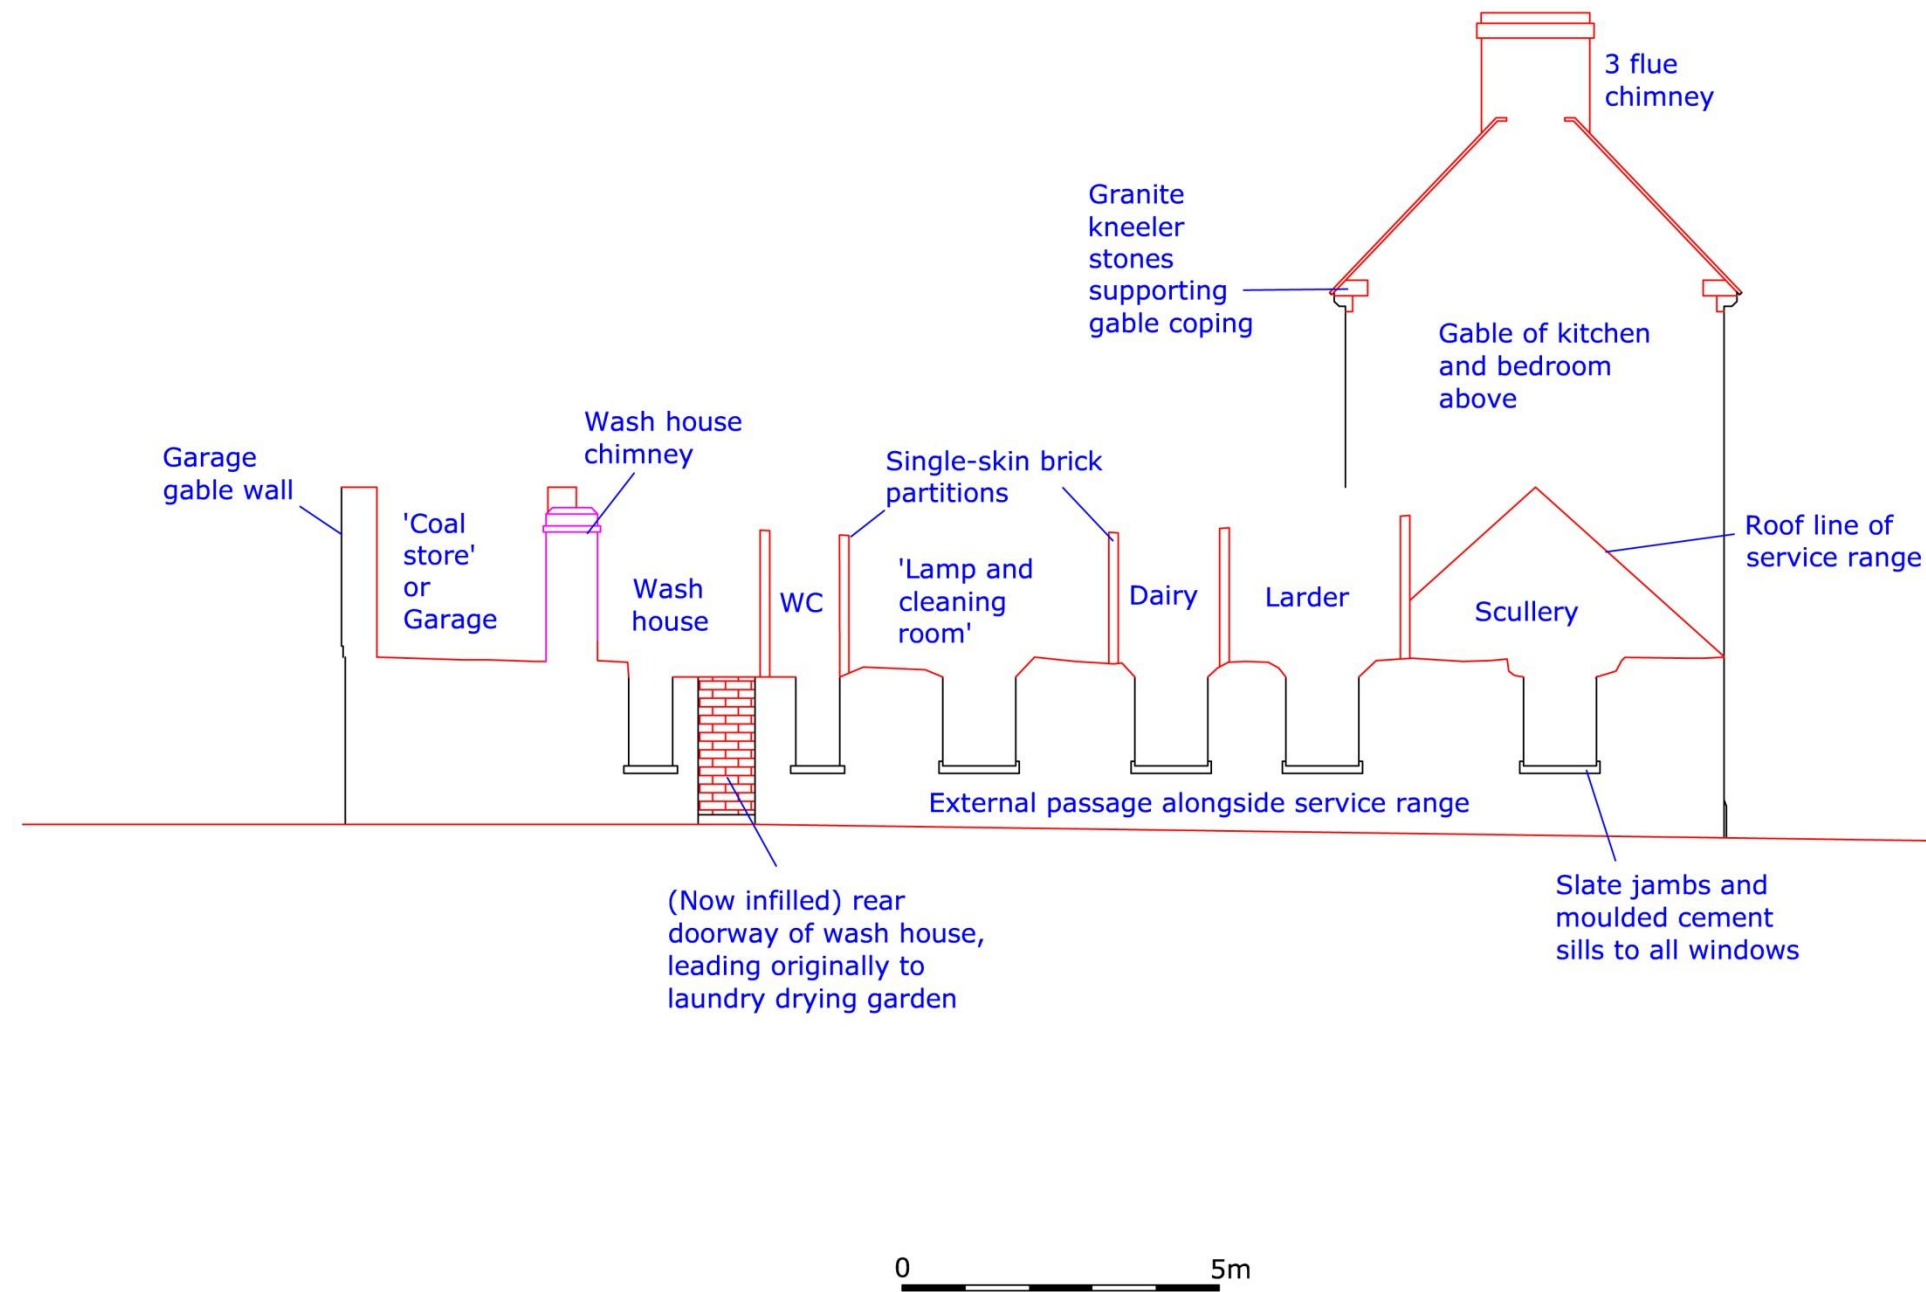 3 flue
chimney
Granite
kneeler
stones
supporting
gable coping
Gable of kitchen
and bedroom
above
Wash house
chimney
Garage
gable wall
Single-skin brick
partitions
'Coal
store'
or
Garage
Wash
house
WC
'Lamp and
cleaning
room'
Dairy
Larder
Scullery
Roof line of
service range
External passage alongside service range
(Now infilled) rear
doorway of wash house,
leading originally to
laundry drying garden
Slate jambs and
moulded cement
sills to all windows
0 5m